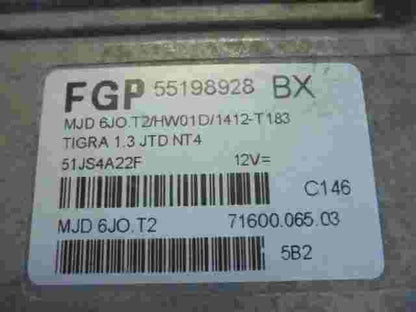 FGP 55198928 BX
MJD 6JO.T2/HW01D/1412-T183
TIGRA 1.3 JTD NT4
51JS4A22F 12V=
C146
MJD 6JO.T2 71600.065.03
5B2